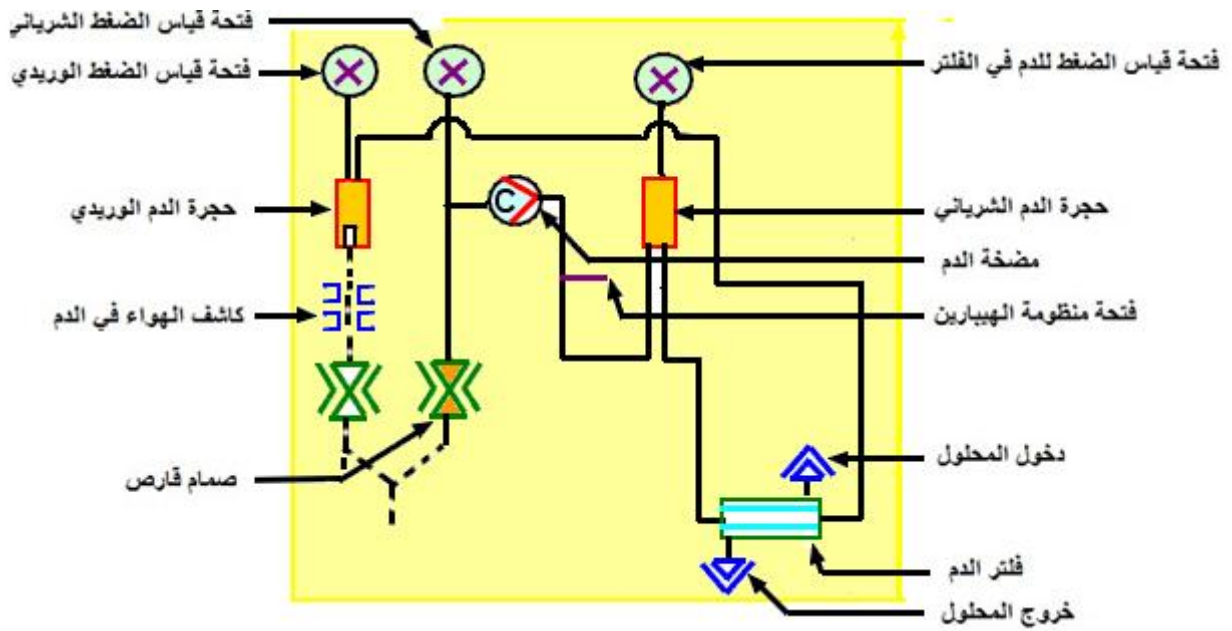 فتحة قياس الضغط الشرياني
فتحة قياس الضغط الوريدي
فتحة قياس الضغط للدم في الفلتر
حجرة الدم الوريدي
C
حجرة الدم الشرياني
مضخة الدم
كاشف الهواء في الدم
فتحة منظومة الهيبارين
دخول المحلول
صمام قارص
فلتر الدم
خروج المحلول